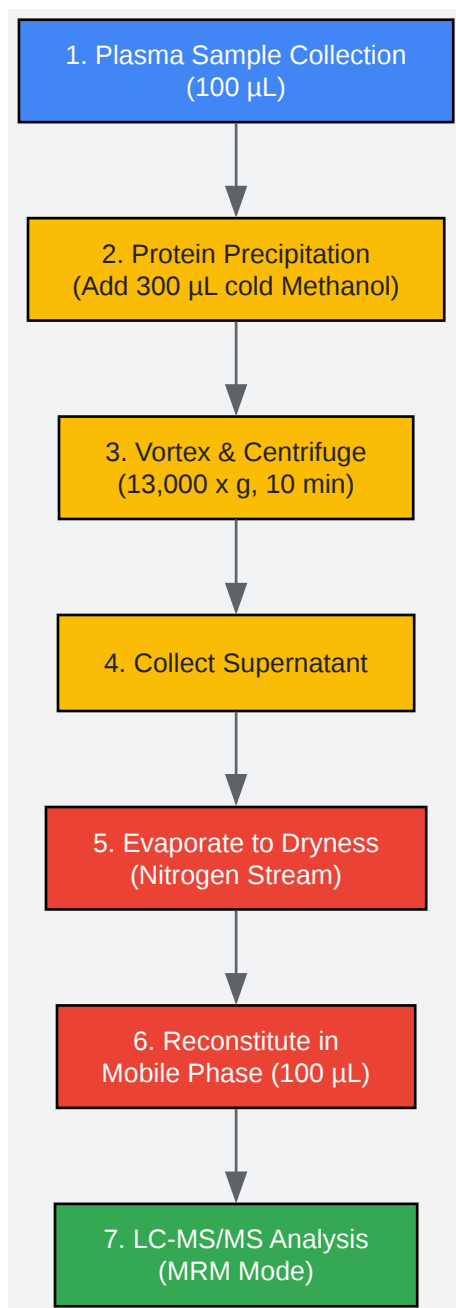 1. Plasma Sample Collection
(100 µL)
2. Protein Precipitation
(Add 300 µL cold Methanol)
3. Vortex & Centrifuge
(13,000 x g, 10 min)
4. Collect Supernatant
5. Evaporate to Dryness
(Nitrogen Stream)
6. Reconstitute in
Mobile Phase (100 µL)
7. LC-MS/MS Analysis
(MRM Mode)